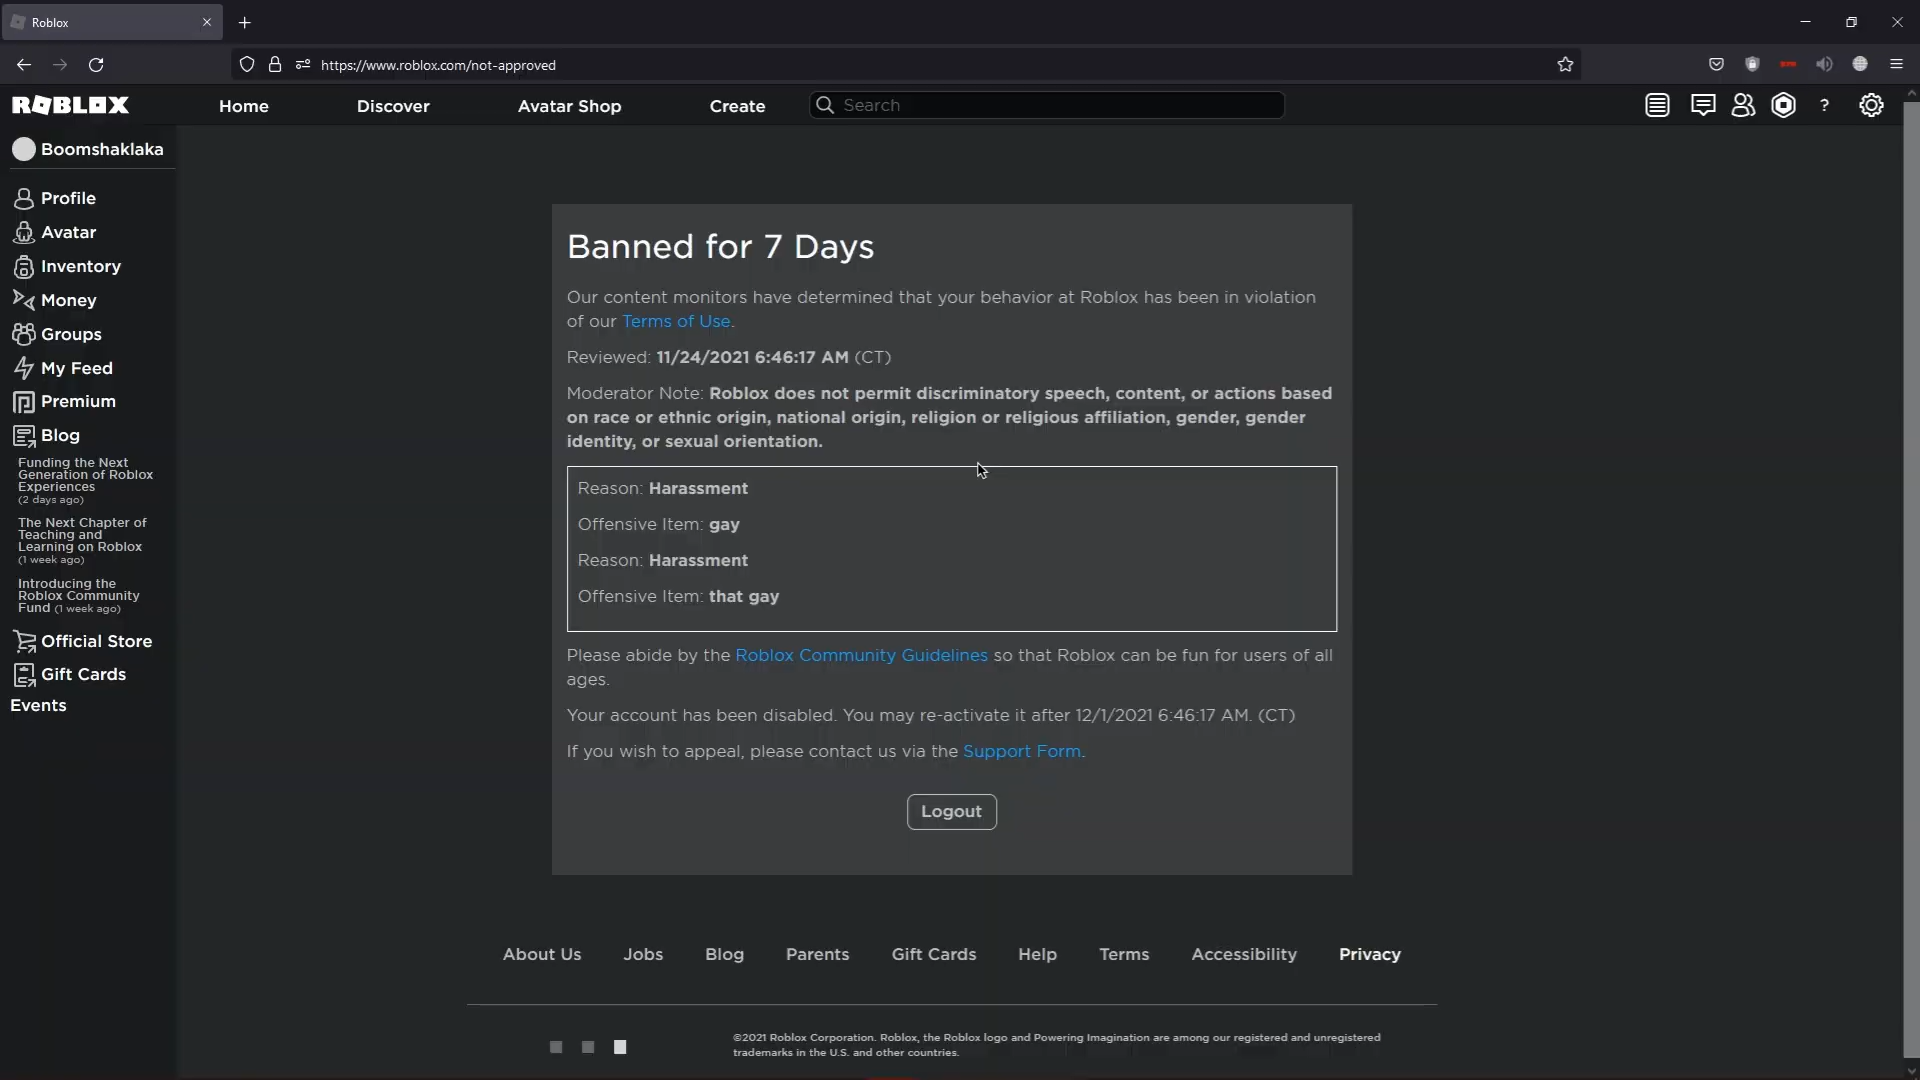 Roblox
https://www.roblox.com/not-approved
ROBLOX
Home
Discover
Avatar Shop
Create
Search
?
Boomshaklaka
Profile
Avatar
Inventory
Money
Groups
My Feed
Premium
Blog
Funding the Next
Generation of Roblox
Experiences
(2 days ago)
The Next Chapter of
Teaching and
Learning on Roblox
(1 week ago)
Introducing the
Roblox Community
Fund (1 week ago)
Official Store
Gift Cards
Events
Banned for 7 Days
Our content monitors have determined that your behavior at Roblox has been in violation
of our Terms of Use.
Reviewed: 11/24/2021 6:46:17 AM (CT)
Moderator Note: Roblox does not permit discriminatory speech, content, or actions based
on race or ethnic origin, national origin, religion or religious affiliation, gender, gender
identity, or sexual orientation.
Reason: Harassment
Offensive Item: gay
Reason: Harassment
Offensive Item: that gay
Please abide by the Roblox Community Guidelines so that Roblox can be fun for users of all
ages.
Your account has been disabled. You may re-activate it after 12/1/2021 6:46:17 AM. (CT)
If you wish to appeal, please contact us via the Support Form.
Logout
About Us
Jobs
Blog
Parents
Gift Cards
Help
Terms
Accessibility
Privacy
©2021 Roblox Corporation. Roblox, the Roblox logo and Powering Imagination are among our registered and unregistered
trademarks in the U.S. and other countries.